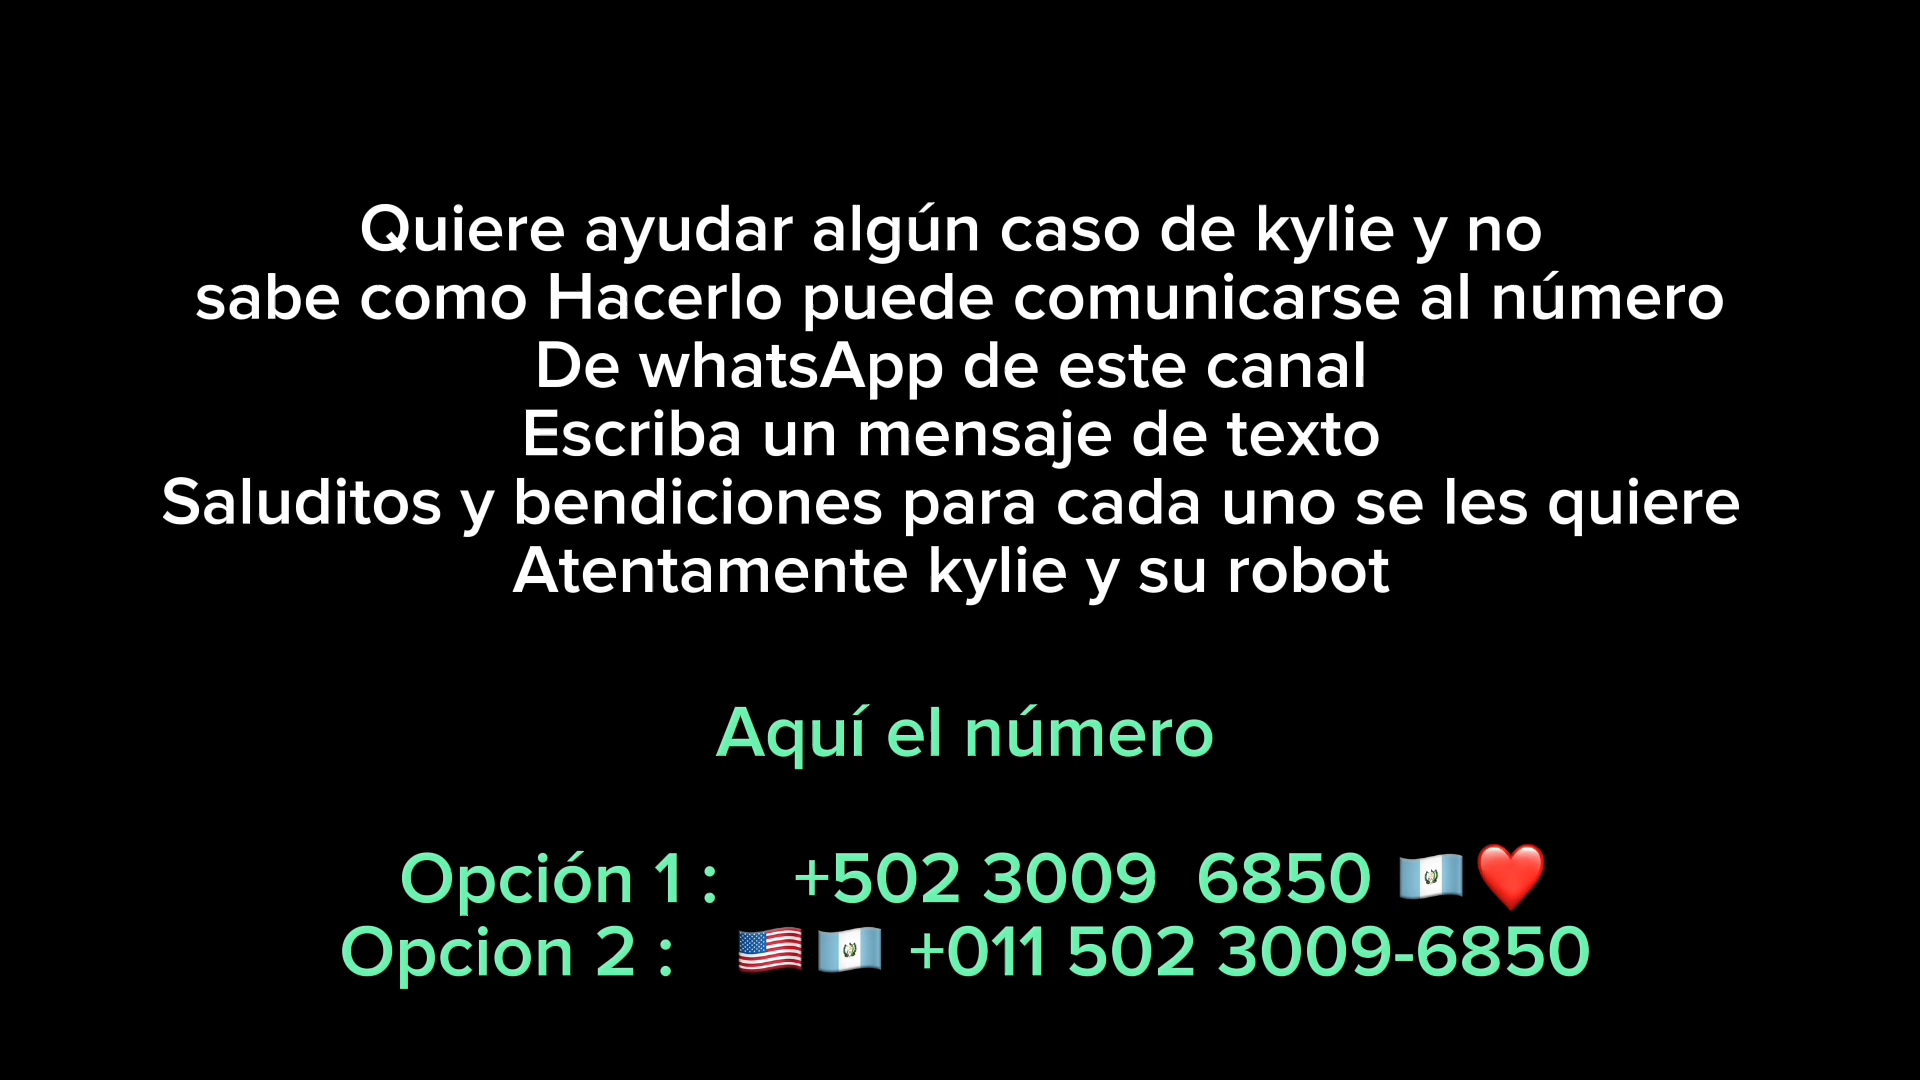 Quiere ayudar algún caso de kylie y no
sabe como Hacerlo puede comunicarse al número
De whatsApp de este canal
Escriba un mensaje de texto
Saluditos y bendiciones para cada uno se les quiere
Atentamente kylie y su robot
Aquí el número
Opción 1 : +502 3009 6850 🇬🇹❤️
Opcion 2 : 🇺🇸🇬🇹 +011 502 3009-6850